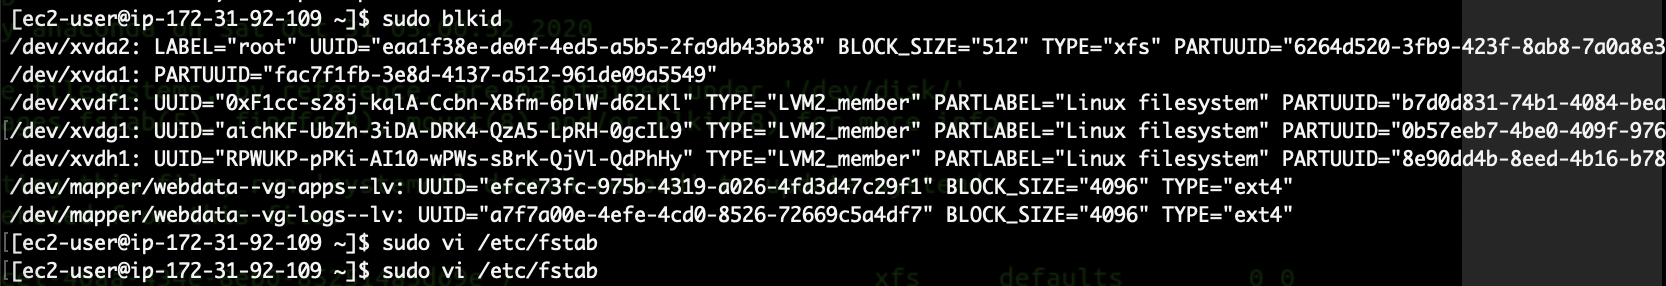 [ec2-user@ip-172-31-92-109 ~]$ sudo blkid
/dev/xvda2: LABEL="root" UUID="eaa1f38e-de0f-4ed5-a5b5-2fa9db43bb38" BLOCK_SIZE="512" TYPE="xfs" PARTUUID="6264d520-3fb9-423f-8ab8-7a0a8e3
/dev/xvda1: PARTUUID="fac7f1fb-3e8d-4137-a512-961de09a5549"
/dev/xvdf1: UUID="0xF1cc-s28j-kqlA-Ccbn-XBfm-6plW-d62LKl" TYPE="LVM2_member" PARTLABEL="Linux filesystem" PARTUUID="b7d0d831-74b1-4084-bea
/dev/xvdg1: UUID="aichKF-UbZh-3iDA-DRK4-QzA5-LpRH-0gcIL9" TYPE="LVM2_member" PARTLABEL="Linux filesystem" PARTUUID="0b57eeb7-4be0-409f-976
/dev/xvdh1: UUID="RPWUKP-pPKi-AI10-wPWs-sBrK-QjVl-QdPhHy" TYPE="LVM2_member" PARTLABEL="Linux filesystem" PARTUUID="8e90dd4b-8eed-4b16-b78
/dev/mapper/webdata--vg-apps--lv: UUID="efce73fc-975b-4319-a026-4fd3d47c29f1" BLOCK_SIZE="4096" TYPE="ext4"
/dev/mapper/webdata--vg-logs--lv: UUID="a7f7a00e-4efe-4cd0-8526-72669c5a4df7" BLOCK_SIZE="4096" TYPE="ext4"
[ec2-user@ip-172-31-92-109 ~]$ sudo vi /etc/fstab
[ec2-user@ip-172-31-92-109 ~]$ sudo vi /etc/fstab
xfs defaults 0 0